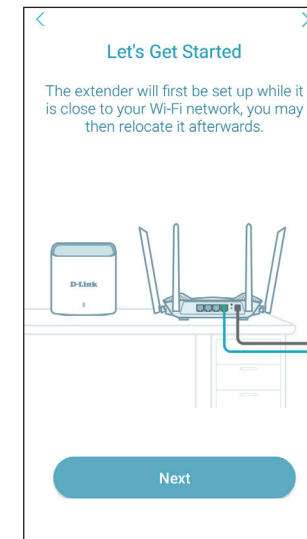 Let's Get Started
The extender will first be set up while it
is close to your Wi-Fi network, you may
then relocate it afterwards.
D-Link
Next